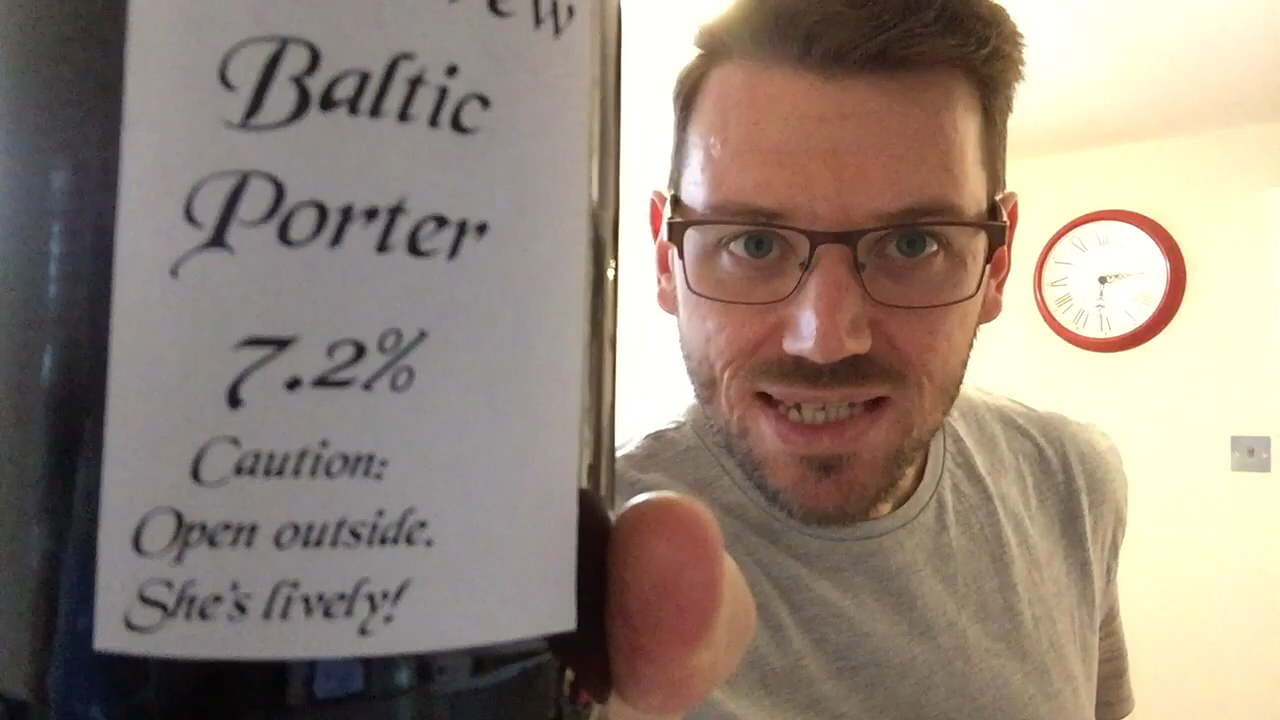 Baltic
Porter
7.2%
Caution:
Open outside.
She's lively!